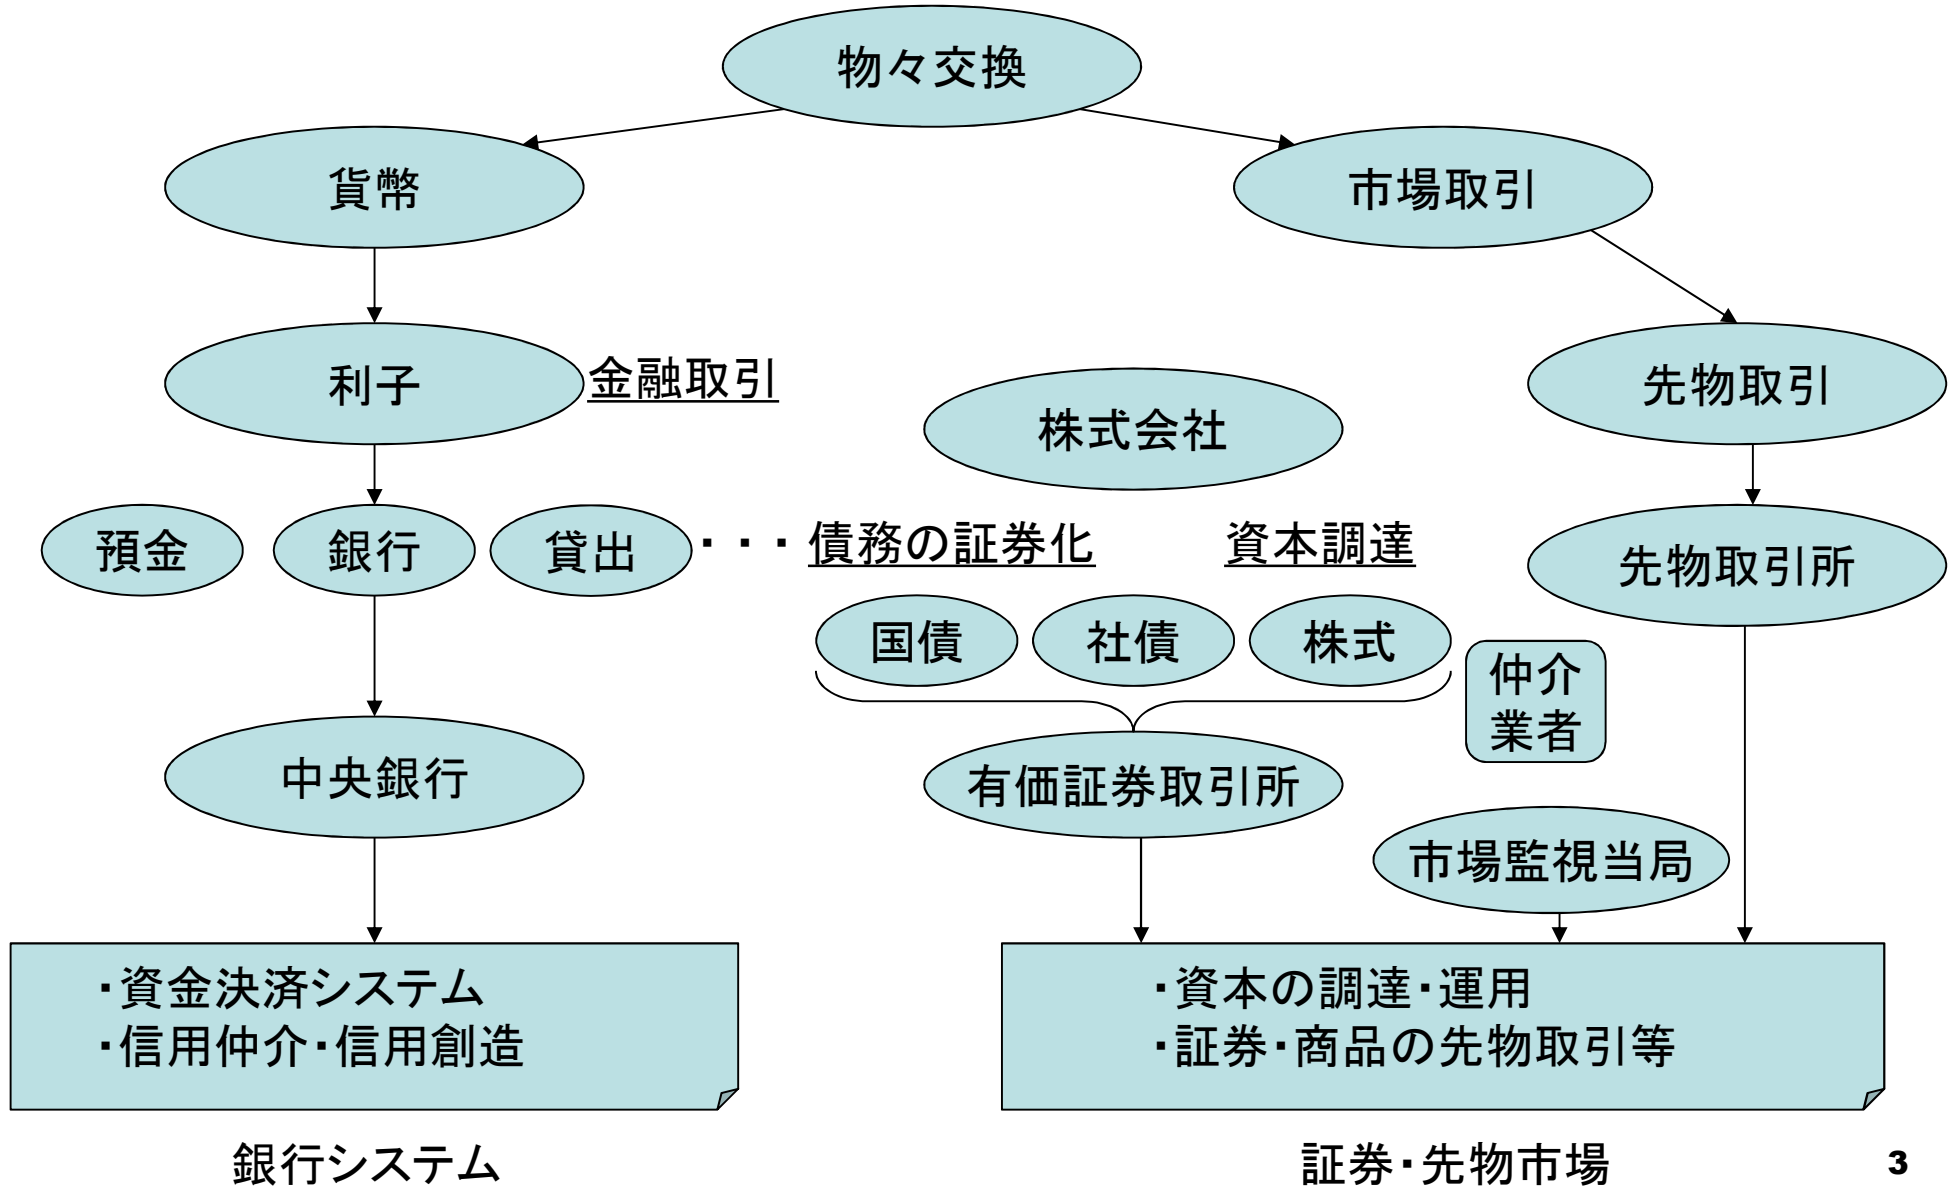 物々交換
貨幣
市場取引
利子
金融取引
株式会社
先物取引
預金
銀行
貸出
・・・債務の証券化
資本調達
先物取引所
国債
社債
株式
仲介
業者
中央銀行
有価証券取引所
市場監視当局
・資金決済システム
・信用仲介・信用創造
・資本の調達・運用
・証券・商品の先物取引等
銀行システム
証券・先物市場
3